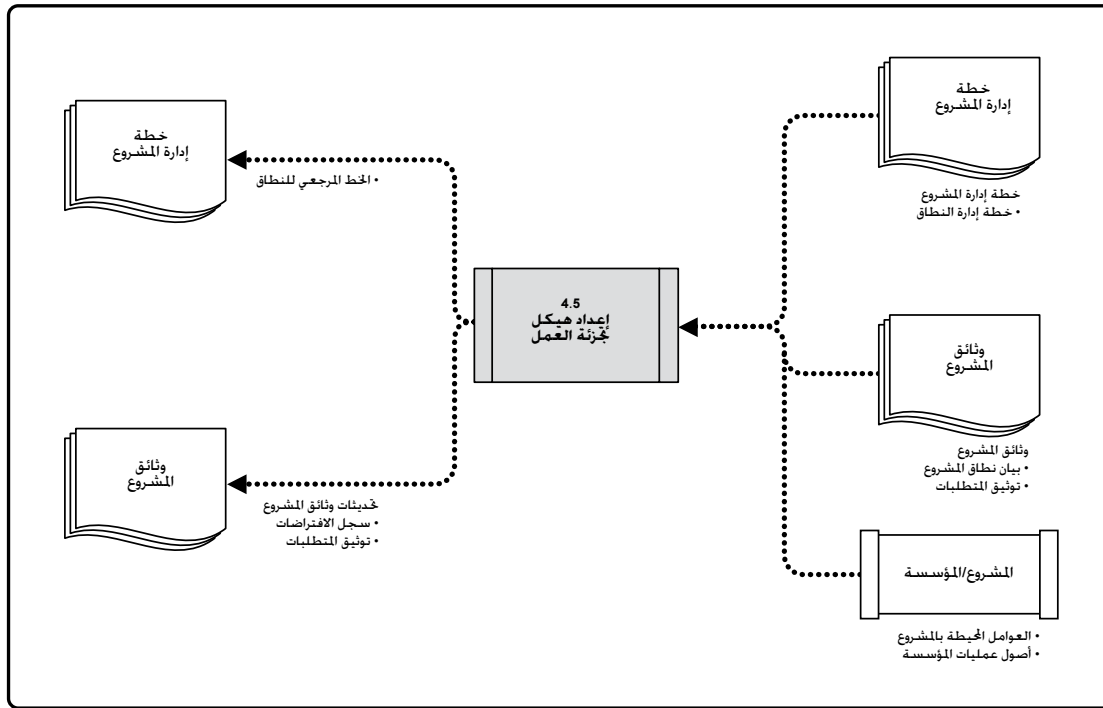 خطة
إدارة المشروع
خطة إدارة المشروع
• خطة إدارة النطاق
وثائق
المشروع
وثائق المشروع
• بيان نطاق المشروع
• توثيق المتطلبات
المشروع/المؤسسة
• العوامل المحيطة بالمشروع
• أصول عمليات المؤسسة
4.5
إعداد هيكل
تجزئة العمل
خطة
إدارة المشروع
• الخط المرجعي للنطاق
وثائق
المشروع
تحديثات وثائق المشروع
• سجل الافتراضات
• توثيق المتطلبات